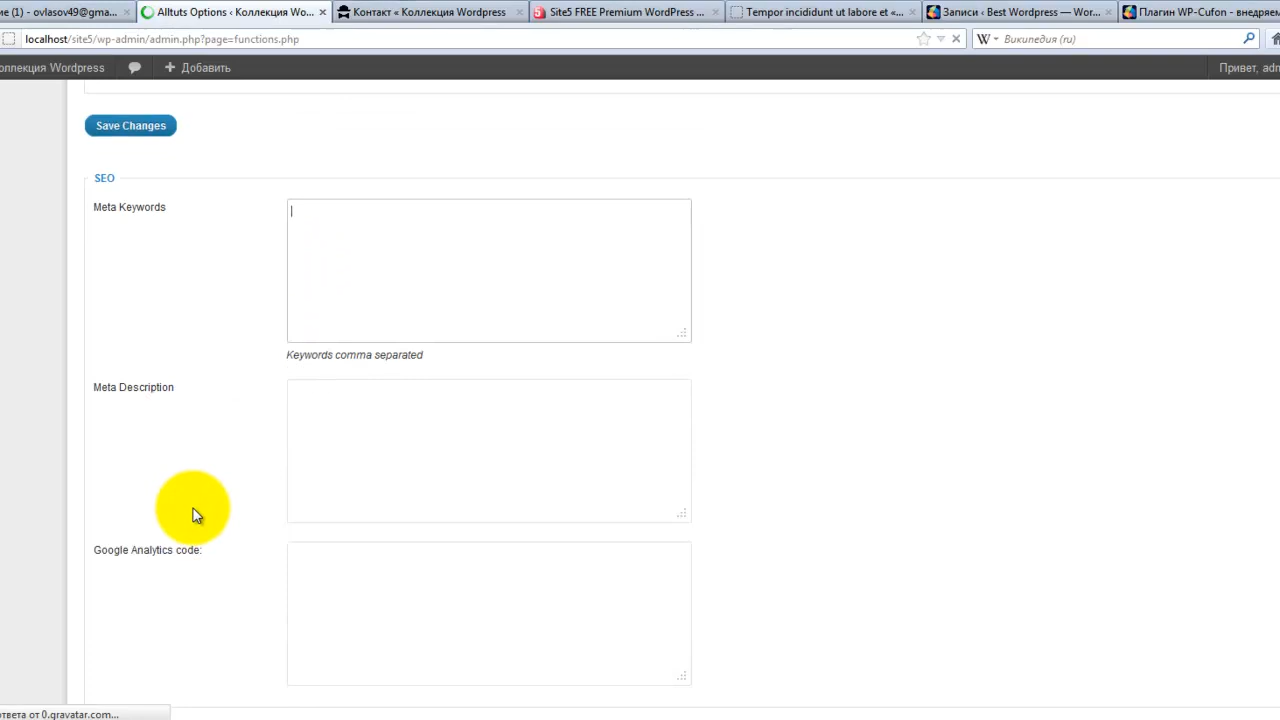 ие (1) - ovlasov49@gma... × Alltuts Options ‹ Коллекция Wo... × Контакт « Коллекция Wordpress × Site5 FREE Premium WordPress ... × Tempor incididunt ut labore et «... × Записи ‹ Best Wordpress — Wor... × Плагин WP-Cufon - внедряем
localhost/site5/wp-admin/admin.php?page=functions.php W Википедия (ru)
оллекция Wordpress Добавить Привет, adm
Save Changes
SEO
Meta Keywords
Keywords comma separated
Meta Description
Google Analytics code:
ответа от 0.gravatar.com...